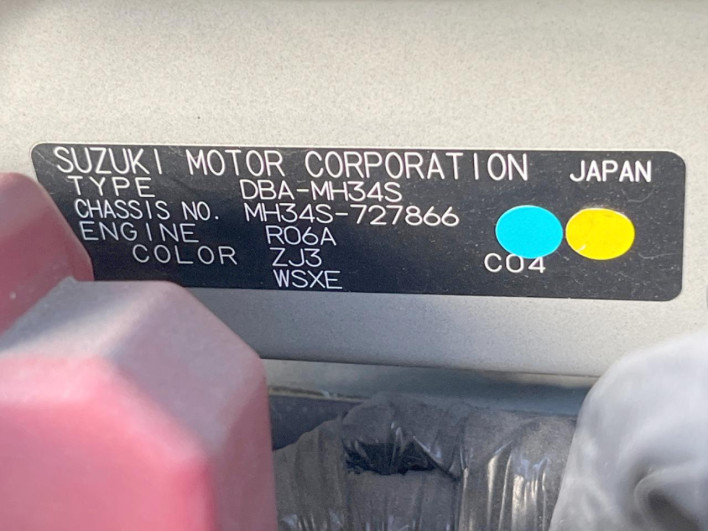 SUZUKI MOTOR CORPORATION JAPAN
TYPE DBA-MH34S
CHASSIS NO. MH34S-727866
ENGINE R06A
COLOR ZJ3 C04
WSXE